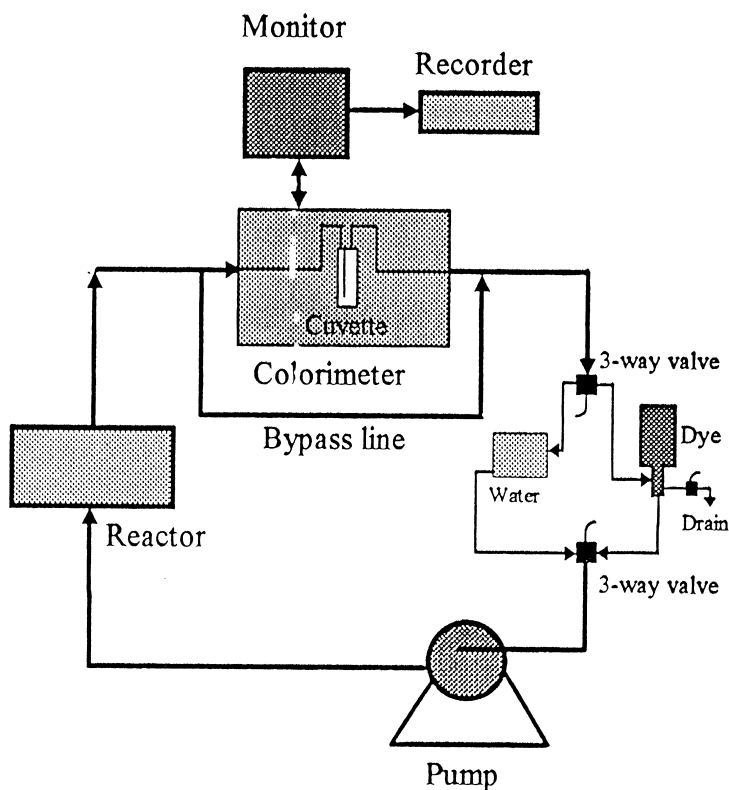 Monitor
Recorder
Cuvette
Colorimeter
3-way valve
Bypass line
Dye
Water
Drain
Reactor
3-way valve
Pump